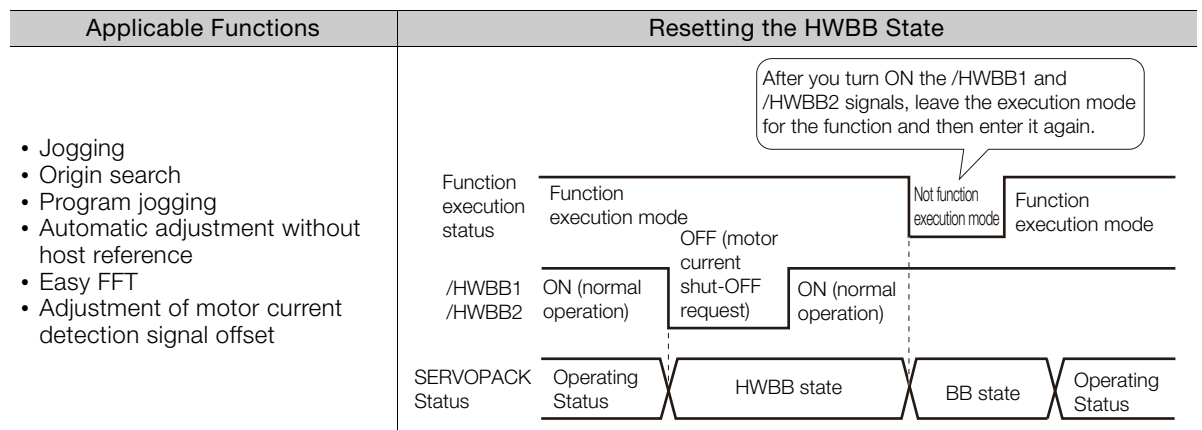 Applicable Functions
Resetting the HWBB State
• Jogging
• Origin search
• Program jogging
• Automatic adjustment without
host reference
• Easy FFT
• Adjustment of motor current
detection signal offset
After you turn ON the /HWBB1 and
/HWBB2 signals, leave the execution mode
for the function and then enter it again.
Function
execution
status
Function
execution mode
Not function
execution mode
Function
execution mode
/HWBB1
/HWBB2
ON (normal
operation)
OFF (motor
current
shut-OFF
request)
ON (normal
operation)
SERVOPACK
Status
Operating
Status
HWBB state
BB state
Operating
Status